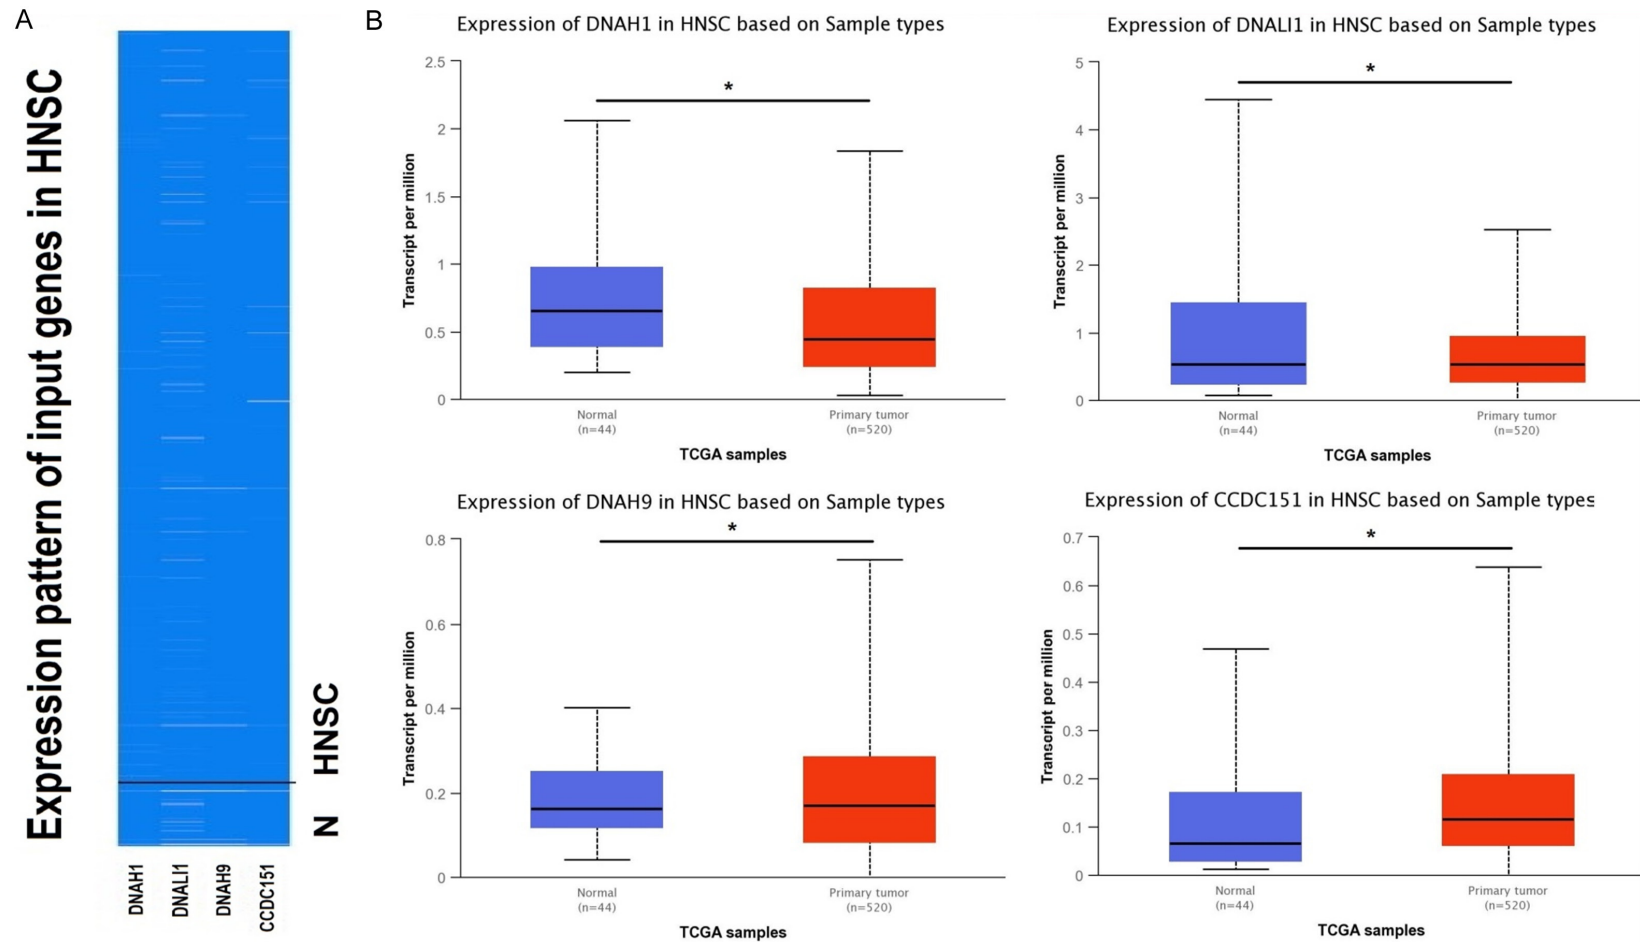 A
Expression pattern of input genes in HNSC
HNSC
N
DNAH1
DNALI1
DNAH9
CCDC151
B
Expression of DNAH1 in HNSC based on Sample types
*
Transcript per million
2.5
2
1.5
1
0.5
0
Normal
(n=44)
Primary tumor
(n=520)
TCGA samples
Expression of DNALI1 in HNSC based on Sample types
*
Transcript per million
5
4
3
2
1
0
Normal
(n=44)
Primary tumor
(n=520)
TCGA samples
Expression of DNAH9 in HNSC based on Sample types
*
Transcript per million
0.8
0.6
0.4
0.2
0
Normal
(n=44)
Primary tumor
(n=520)
TCGA samples
Expression of CCDC151 in HNSC based on Sample types
*
Transcript per million
0.7
0.6
0.5
0.4
0.3
0.2
0.1
0
Normal
(n=44)
Primary tumor
(n=520)
TCGA samples